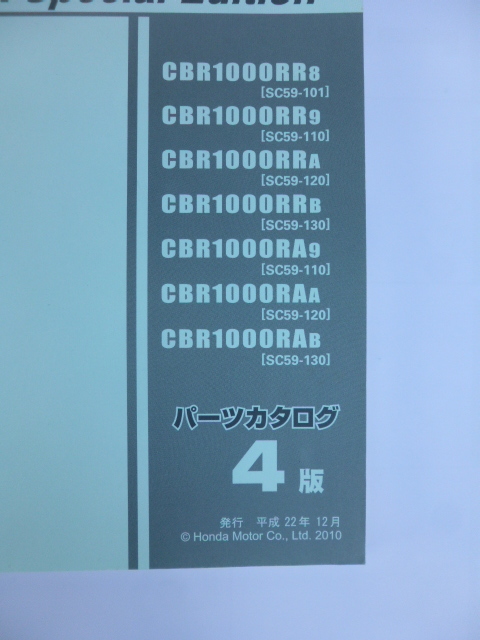 Special Edition
CBR1000RR8
[SC59-101]
CBR1000RR9
[SC59-110]
CBR1000RRA
[SC59-120]
CBR1000RRB
[SC59-130]
CBR1000RA9
[SC59-110]
CBR1000RAA
[SC59-120]
CBR1000RAB
[SC59-130]
パーツカタログ
4版
発行 平成 22年 12月
© Honda Motor Co., Ltd. 2010